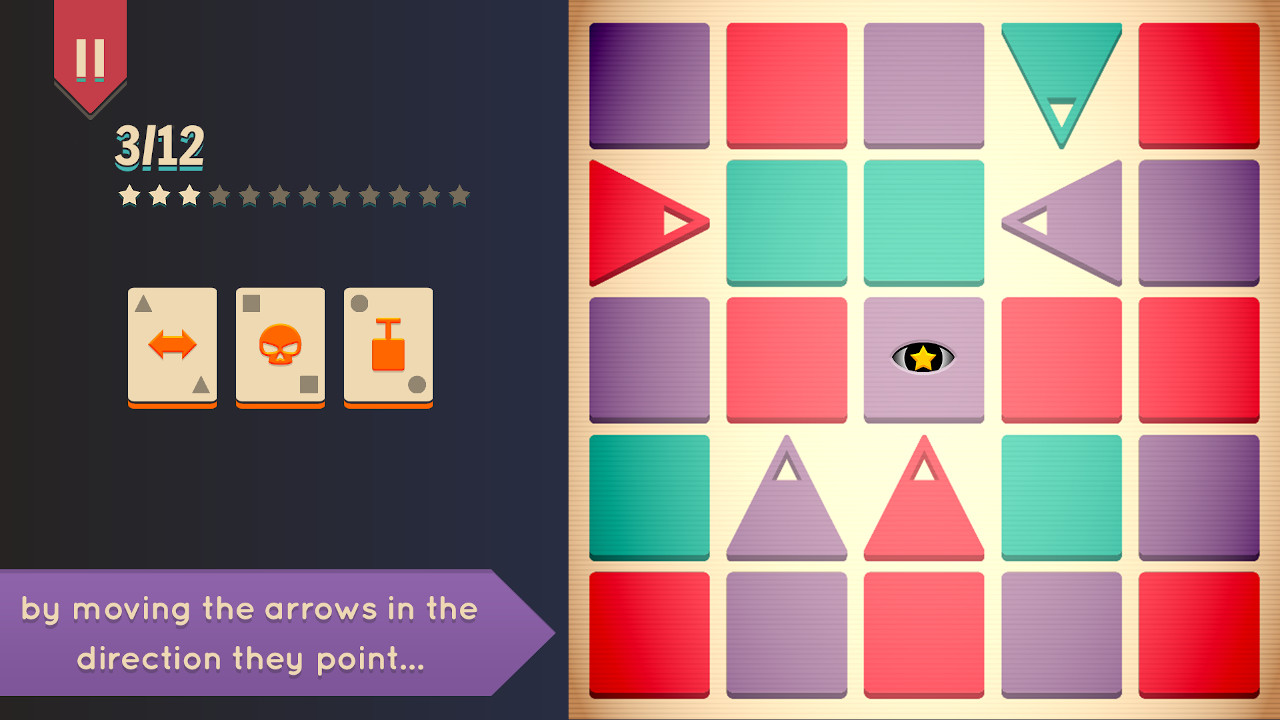 3/12
by moving the arrows in the
direction they point...